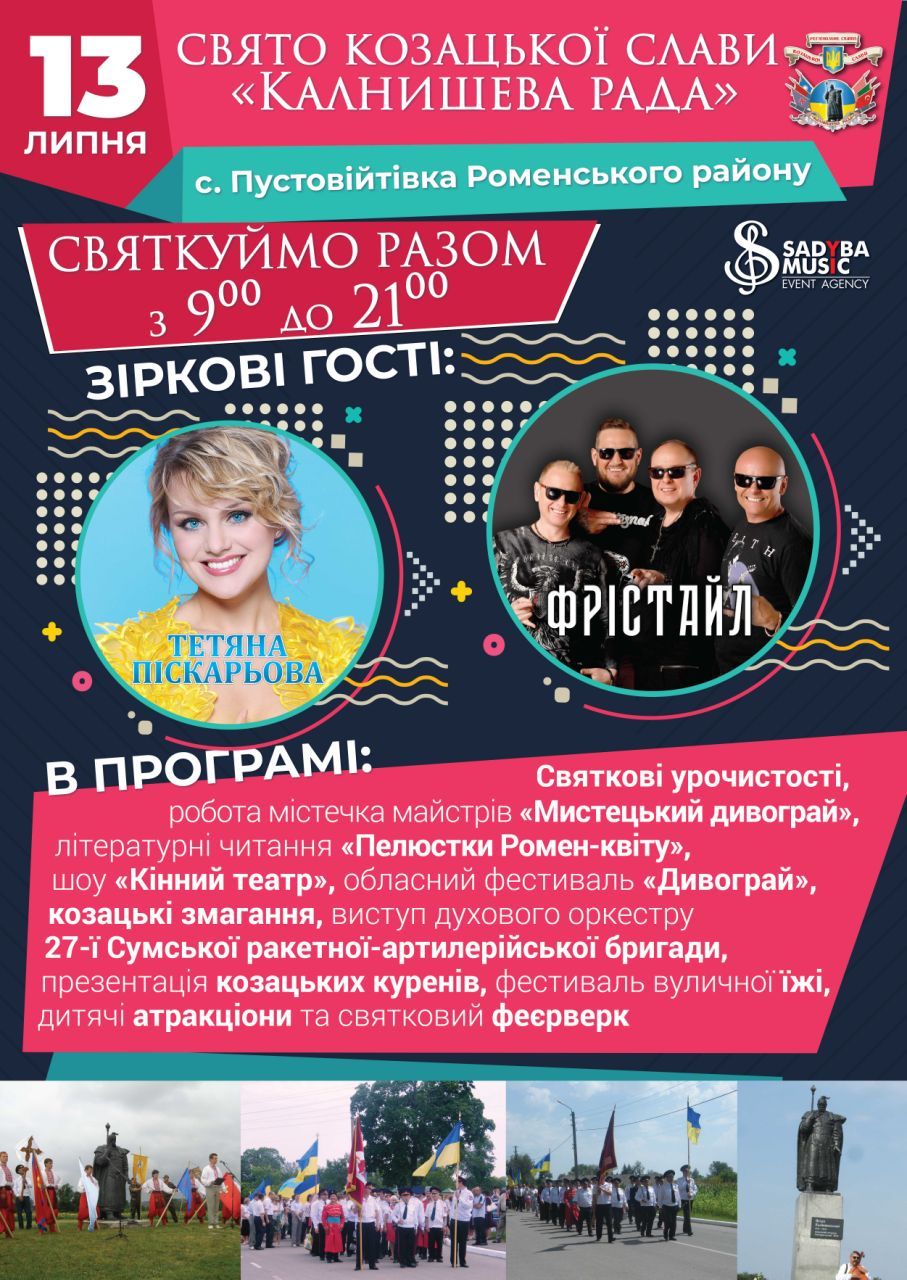 13
ЛИПНЯ
СВЯТО КОЗАЦЬКОЇ СЛАВИ
«КАЛНИШЕВА РАДА»
с. Пустовійтівка Роменського району
СВЯТКУЙМО РАЗОМ
З 9⁰⁰ ДО 21⁰⁰
SADYBA
MUSIC
EVENT AGENCY
ЗІРКОВІ ГОСТІ:
ТЕТЯНА
ПІСКАРЬОВА
ФРІСТАЙЛ
В ПРОГРАМІ:
Святкові урочистості,
робота містечка майстрів «Мистецький дивограй»,
літературні читання «Пелюстки Ромен-квіту»,
шоу «Кінний театр», обласний фестиваль «Дивограй»,
козацькі змагання, виступ духового оркестру
27-ї Сумської ракетної-артилерійської бригади,
презентація козацьких куренів, фестиваль вуличної їжі,
дитячі атракціони та святковий феєрверк